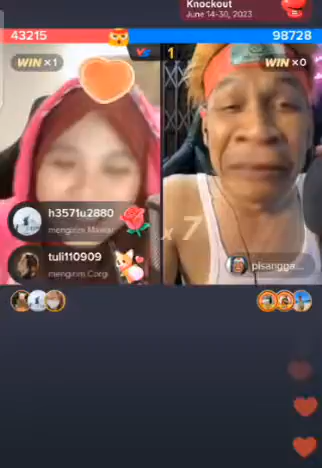 Knockout
June 14-30, 2023
43215
98728
WIN ×1
1
WIN ×0
h3571u2880
mengirim Mawar
x 7
tuli110909
mengirim Corgi
pisangga...